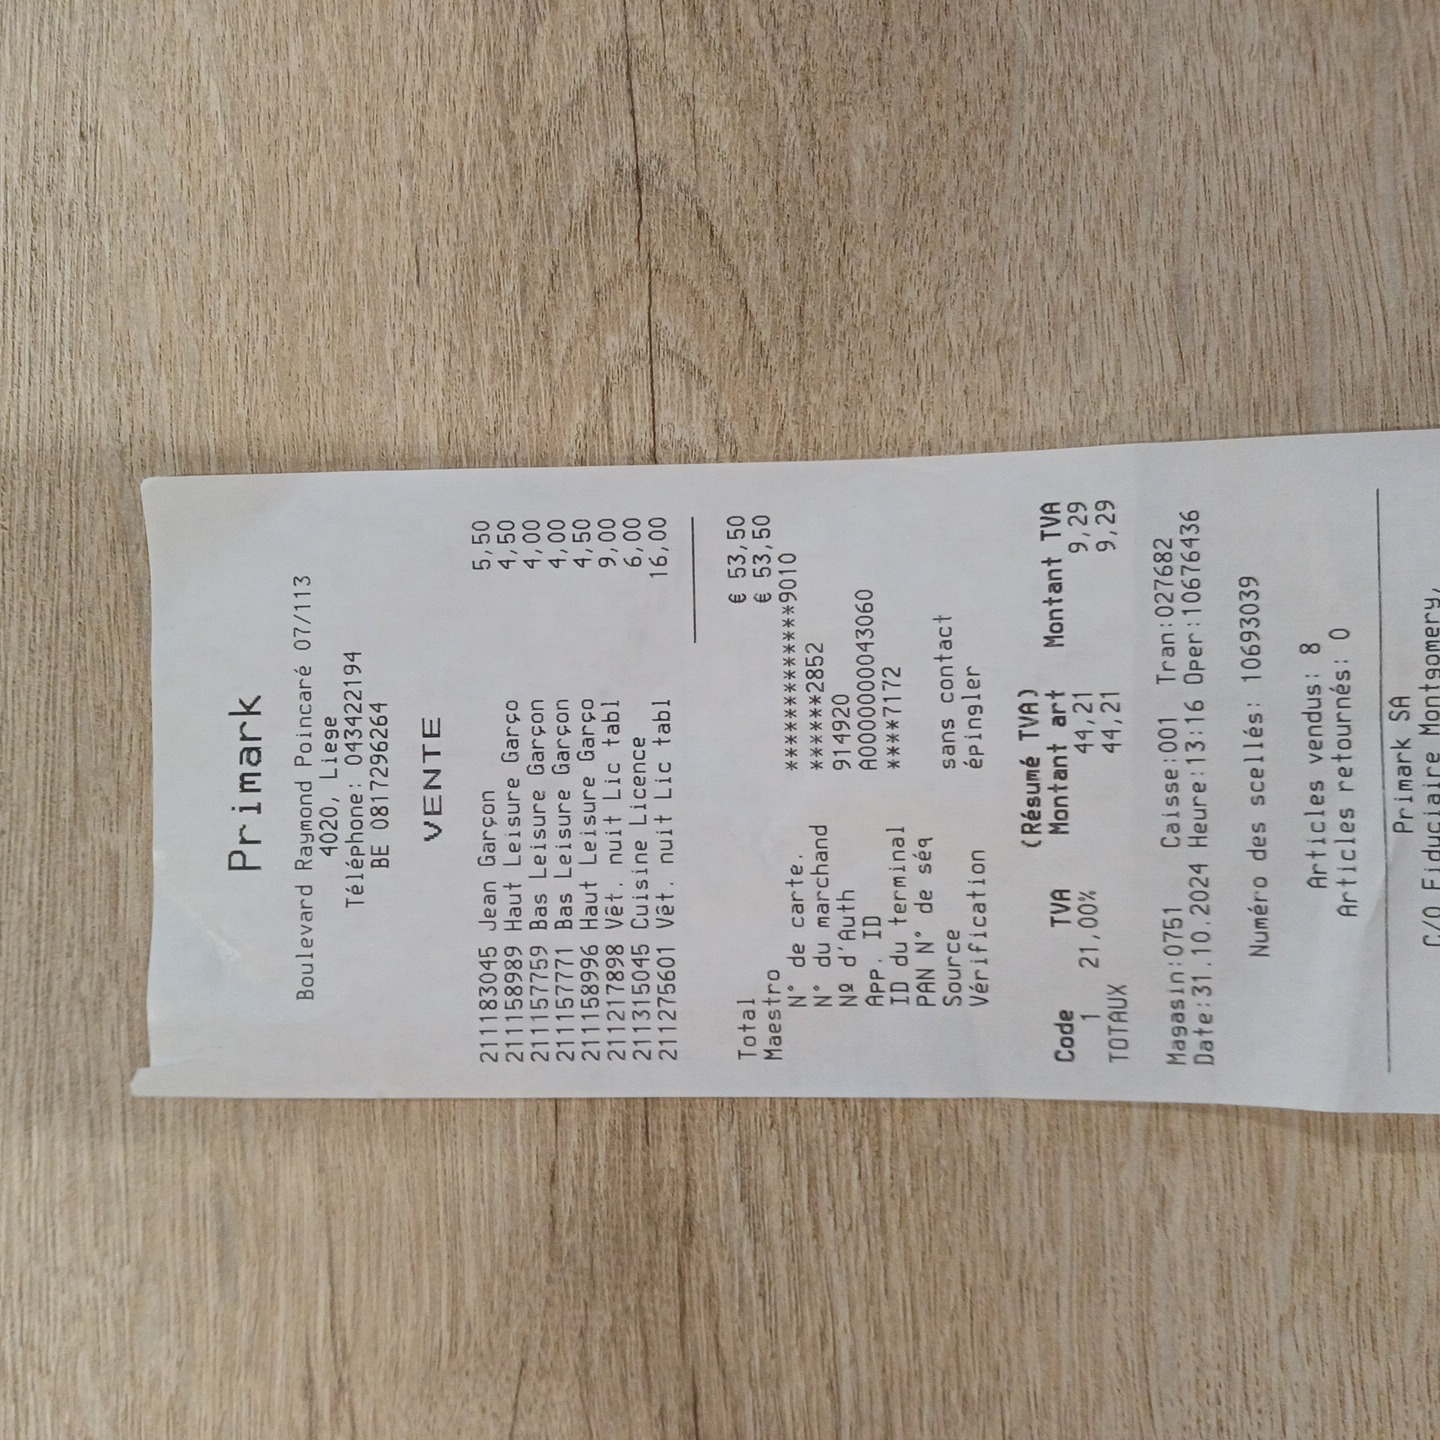 Primark
Boulevard Raymond Poincaré 07/113
4020, Liege
Téléphone: 043422194
BE 0817296264
VENTE
211183045 Jean Garçon 5,50
211158989 Haut Leisure Garço 4,50
211157759 Bas Leisure Garçon 4,00
211157771 Bas Leisure Garçon 4,00
211158996 Haut Leisure Garço 4,50
211217898 Vêt. nuit Lic tabl 9,00
211315045 Cuisine Licence 6,00
211275601 Vêt. nuit Lic tabl 16,00
Total € 53,50
Maestro € 53,50
N° de carte. ************9010
N° du marchand ******2852
Nº d'Auth 914920
App. ID A0000000043060
ID du terminal ****7172
PAN N° de séq
Source sans contact
Vérification épingler
(Résumé TVA)
Code TVA Montant art Montant TVA
1 21,00% 44,21 9,29
TOTAUX 44,21 9,29
Magasin:0751 Caisse:001 Tran:027682
Date:31.10.2024 Heure:13:16 Oper:10676436
Numéro des scellés: 10693039
Articles vendus: 8
Articles retournés: 0
Primark SA
C/O Fiduciaire Montgomery,